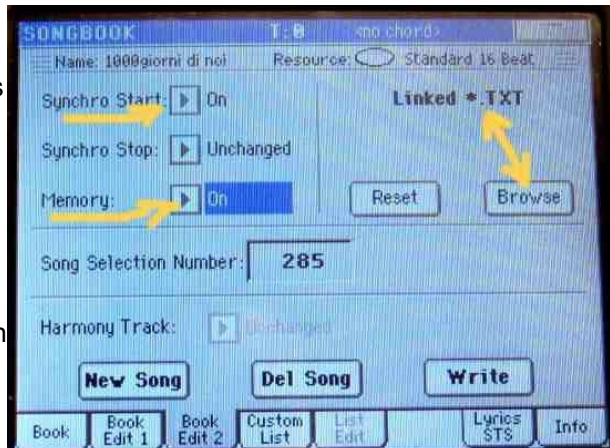 SONGBOOK T:0 <no chord>
Name: 1000giorni di noi Resource: Standard 16 Beat
Synchro Start: On Linked *.TXT
s
Synchro Stop: Unchanged
Memory: On Reset Browse
Song Selection Number: 285
n
Harmony Track: Unchanged
New Song Del Song Write
Book Book Edit 1 Book Edit 2 Custom List List Edit Lyrics STS Info